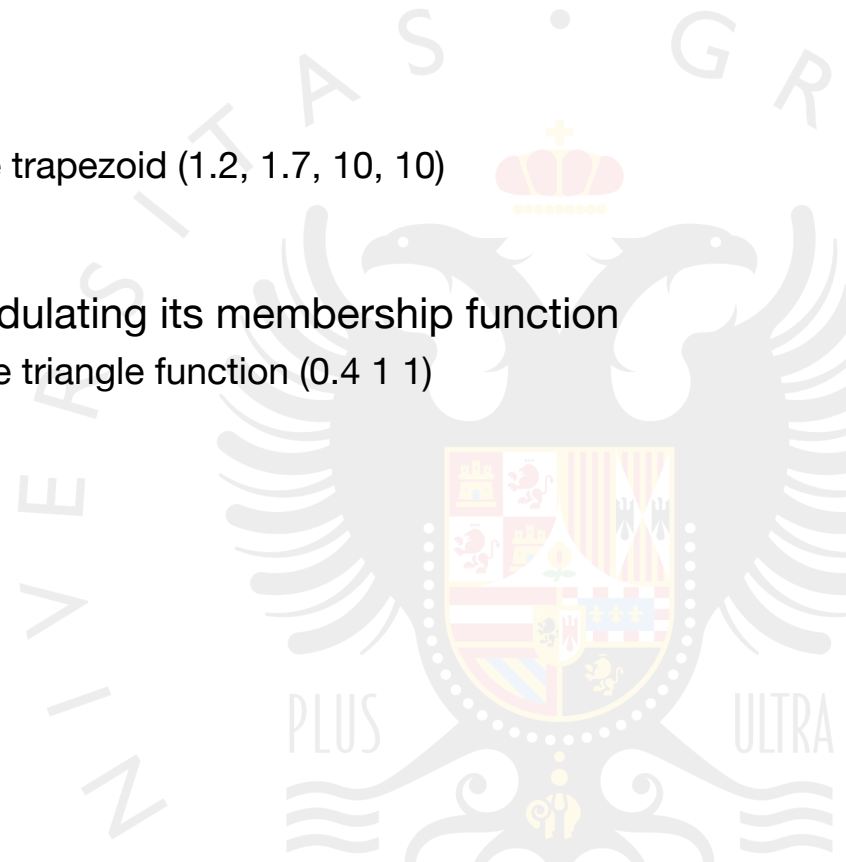 e trapezoid (1.2, 1.7, 10, 10)
dulating its membership function
e triangle function (0.4 1 1)
U N I V E R S I T A S · G R
PLUS ULTRA